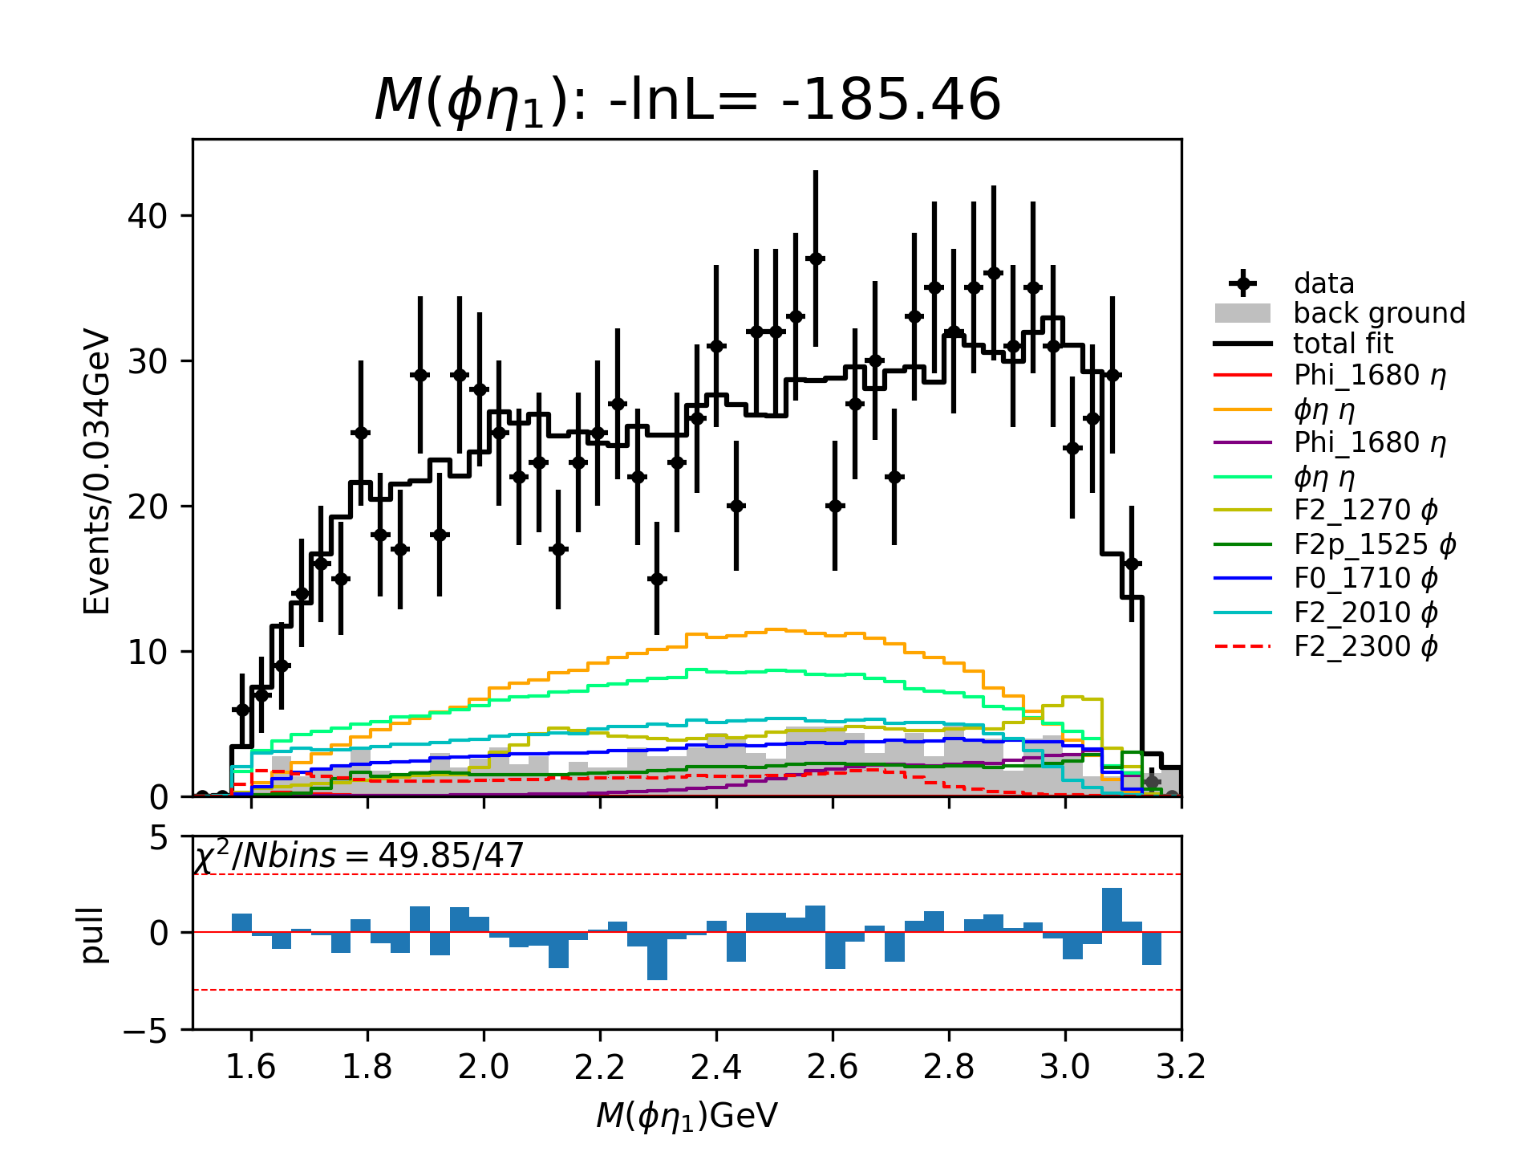 M(ϕη₁): -lnL= -185.46
Events/0.034GeV
40
30
20
10
0
data
back ground
total fit
Phi_1680 η
ϕη η
Phi_1680 η
ϕη η
F2_1270 ϕ
F2p_1525 ϕ
F0_1710 ϕ
F2_2010 ϕ
F2_2300 ϕ
χ²/Nbins = 49.85/47
pull
5
0
−5
1.6 1.8 2.0 2.2 2.4 2.6 2.8 3.0 3.2
M(ϕη₁)GeV